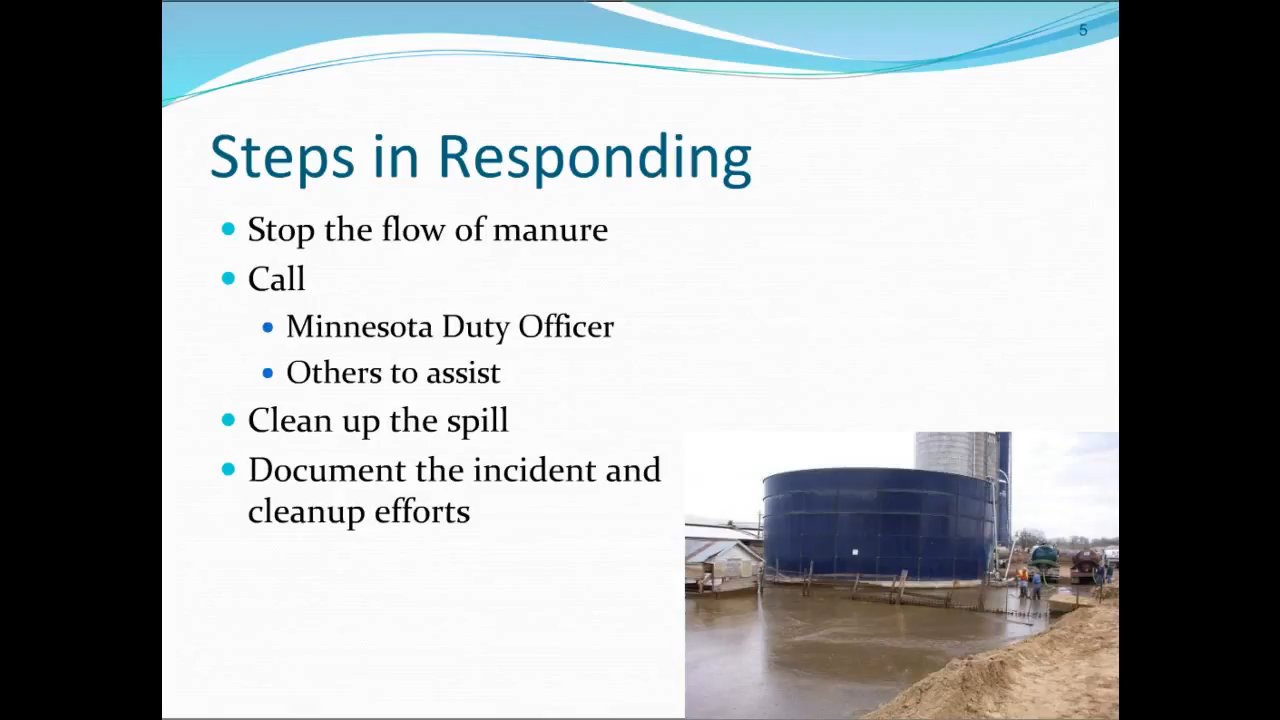 5
Steps in Responding
Stop the flow of manure
Call
Minnesota Duty Officer
Others to assist
Clean up the spill
Document the incident and
cleanup efforts